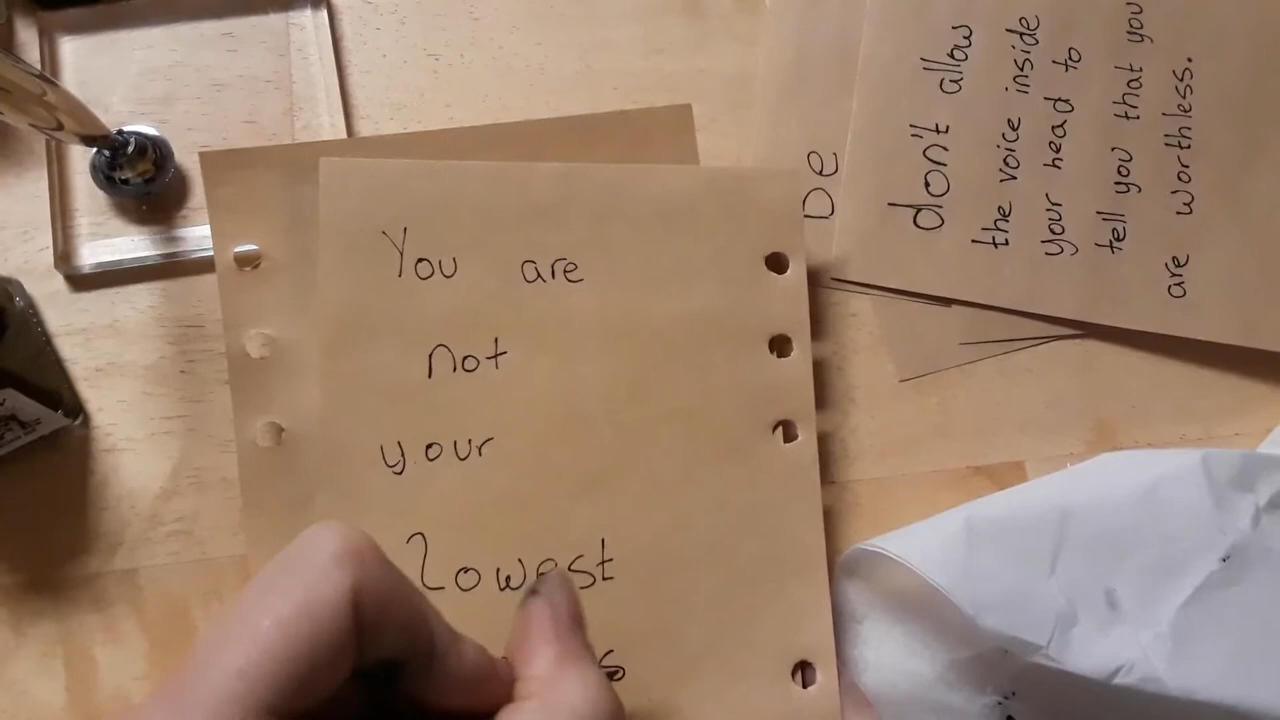 You are
not
your
lowest
De
don't allow
the voice inside
your head to
tell you that you
are worthless.